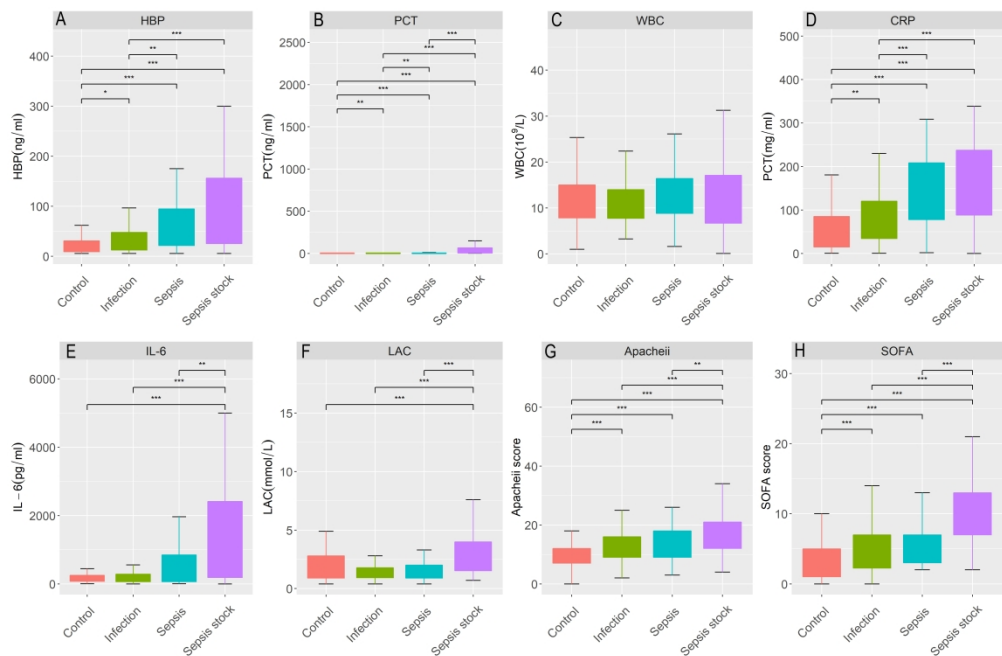 A HBP
HBP(ng/ml)
400
300
200
100
0
***
**
***
***
*
Control
Infection
Sepsis
Sepsis stock
B PCT
PCT(ng/ml)
2500
2000
1500
1000
500
0
***
***
**
***
***
**
Control
Infection
Sepsis
Sepsis stock
C WBC
WBC(10^9/L)
40
30
20
10
0
Control
Infection
Sepsis
Sepsis stock
D CRP
PCT(mg/ml)
500
400
300
200
100
0
***
***
***
***
**
Control
Infection
Sepsis
Sepsis stock
E IL-6
IL−6(pg/ml)
6000
4000
2000
0
**
***
***
Control
Infection
Sepsis
Sepsis stock
F LAC
LAC(mmol/L)
15
10
5
0
***
***
***
Control
Infection
Sepsis
Sepsis stock
G Apacheii
Apacheii score
60
40
20
0
**
***
***
***
***
Control
Infection
Sepsis
Sepsis stock
H SOFA
SOFA score
30
20
10
0
***
***
***
***
***
Control
Infection
Sepsis
Sepsis stock